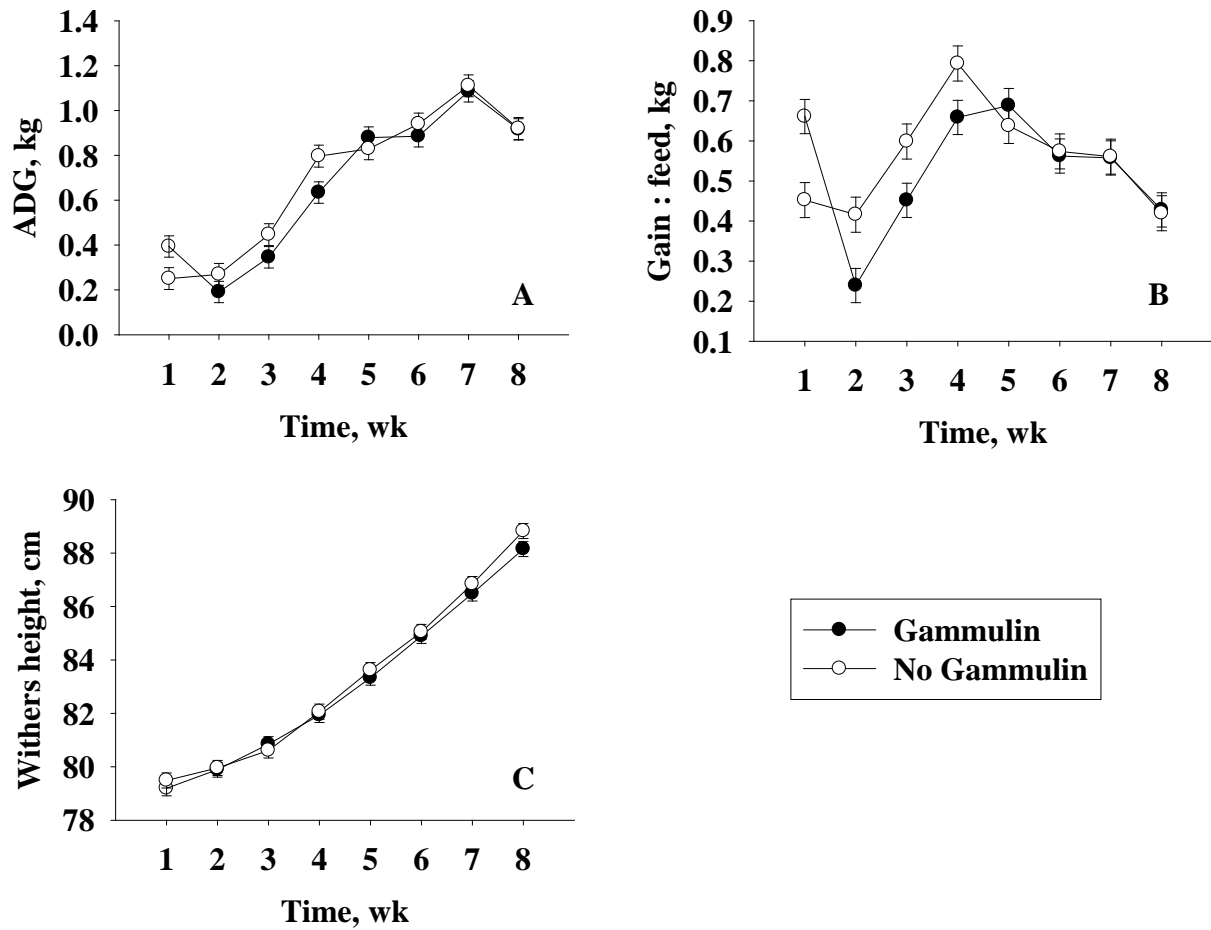 ADG, kg
1.4
1.2
1.0
0.8
0.6
0.4
0.2
0.0
A
1 2 3 4 5 6 7 8
Time, wk
Gain : feed, kg
0.9
0.8
0.7
0.6
0.5
0.4
0.3
0.2
0.1
B
1 2 3 4 5 6 7 8
Time, wk
Withers height, cm
90
88
86
84
82
80
78
C
1 2 3 4 5 6 7 8
Time, wk
Gammulin
No Gammulin